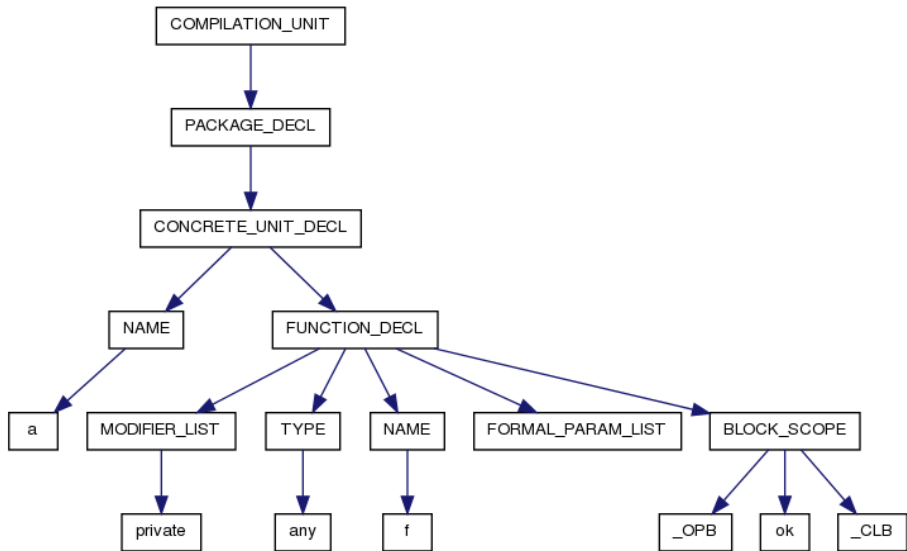 COMPILATION_UNIT
PACKAGE_DECL
CONCRETE_UNIT_DECL
NAME FUNCTION_DECL
a MODIFIER_LIST TYPE NAME FORMAL_PARAM_LIST BLOCK_SCOPE
private any f _OPB ok _CLB